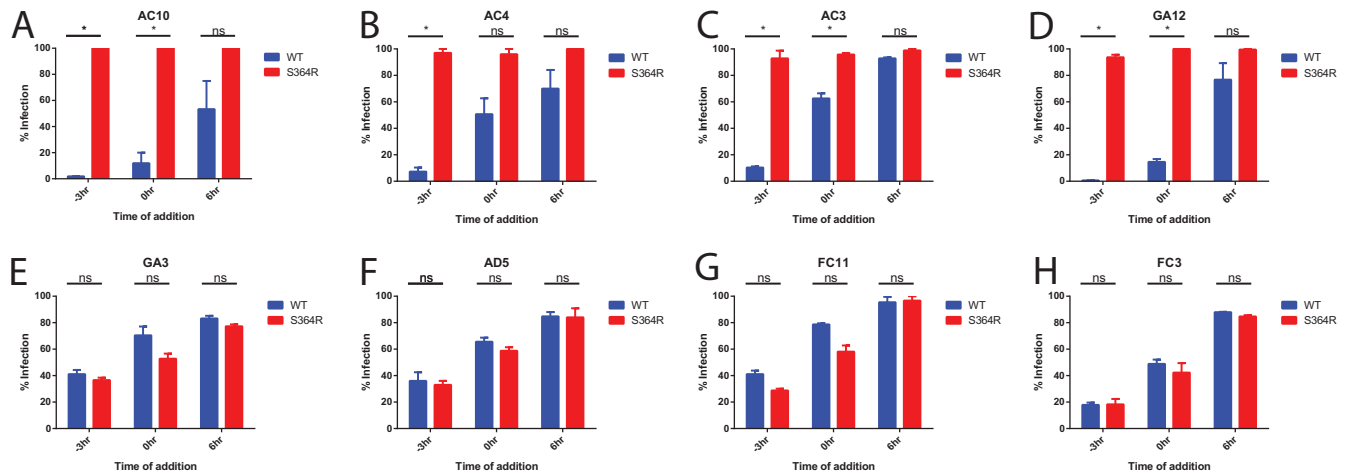 A
AC10
* * ns
100
80
60
40
20
0
% Infection
-3hr 0hr 6hr
Time of addition
WT
S364R
B
AC4
* ns ns
100
80
60
40
20
0
% Infection
-3hr 0hr 6hr
Time of addition
WT
S364R
C
AC3
* * ns
100
80
60
40
20
0
% Infection
-3hr 0hr 6hr
Time of addition
WT
S364R
D
GA12
* * ns
100
80
60
40
20
0
% Infection
-3hr 0hr 6hr
Time of addition
WT
S364R
E
GA3
ns ns ns
100
80
60
40
20
0
% Infection
-3hr 0hr 6hr
Time of addition
WT
S364R
F
AD5
ns ns ns
100
80
60
40
20
0
% Infection
-3hr 0hr 6hr
Time of addition
WT
S364R
G
FC11
ns ns ns
100
80
60
40
20
0
% Infection
-3hr 0hr 6hr
Time of addition
WT
S364R
H
FC3
ns ns ns
100
80
60
40
20
0
% Infection
-3hr 0hr 6hr
Time of addition
WT
S364R